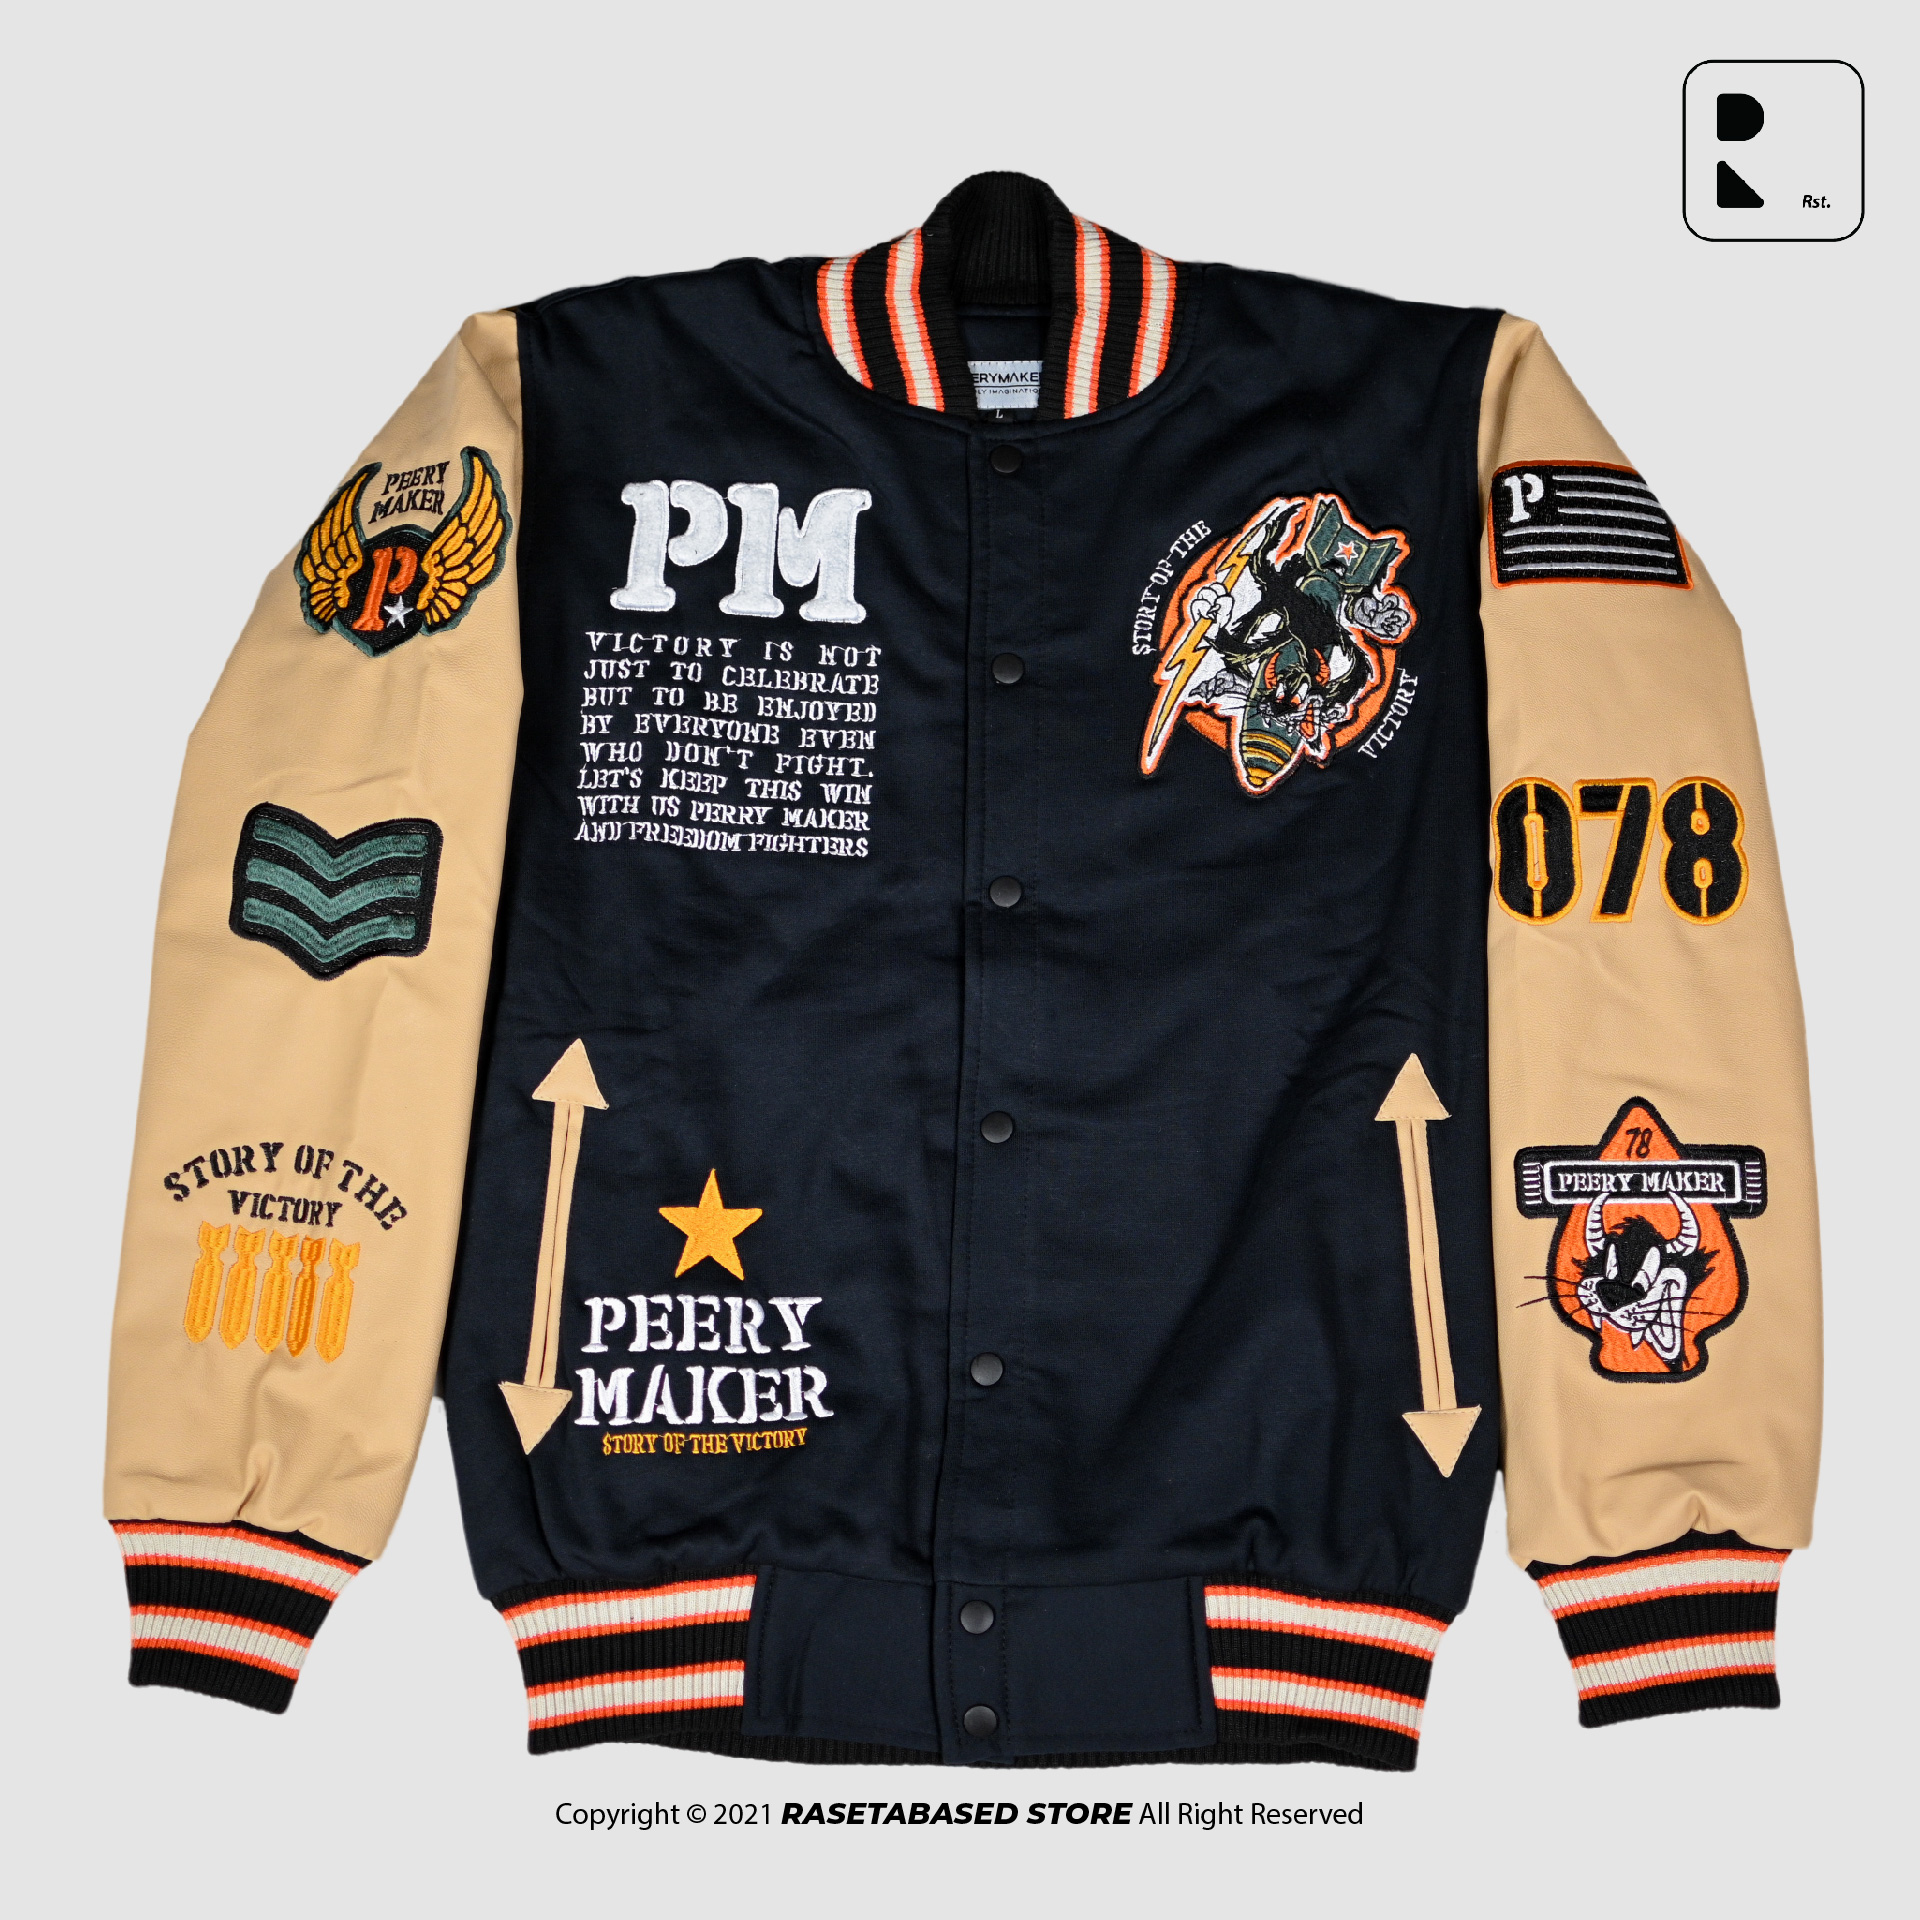 Rst.
ERYMAKE
L
PEERY
MAKER
P
PM
VICTORY IS NOT
JUST TO CELEBRATE
BUT TO BE ENJOYED
BY EVERYONE EVEN
WHO DON'T FIGHT.
LET'S KEEP THIS WIN
WITH US PERRY MAKER
AND FREEDOM FIGHTERS
STORY OF THE
VICTORY
P
078
STORY OF THE
VICTORY
PEERY
MAKER
STORY OF THE VICTORY
78
PEERY MAKER
Copyright © 2021 RASETABASED STORE All Right Reserved